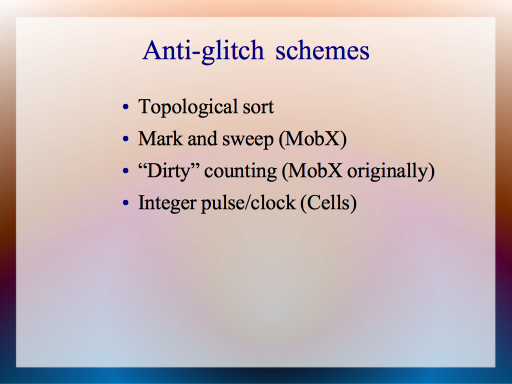 Anti-glitch schemes
• Topological sort
• Mark and sweep (MobX)
• “Dirty” counting (MobX originally)
• Integer pulse/clock (Cells)